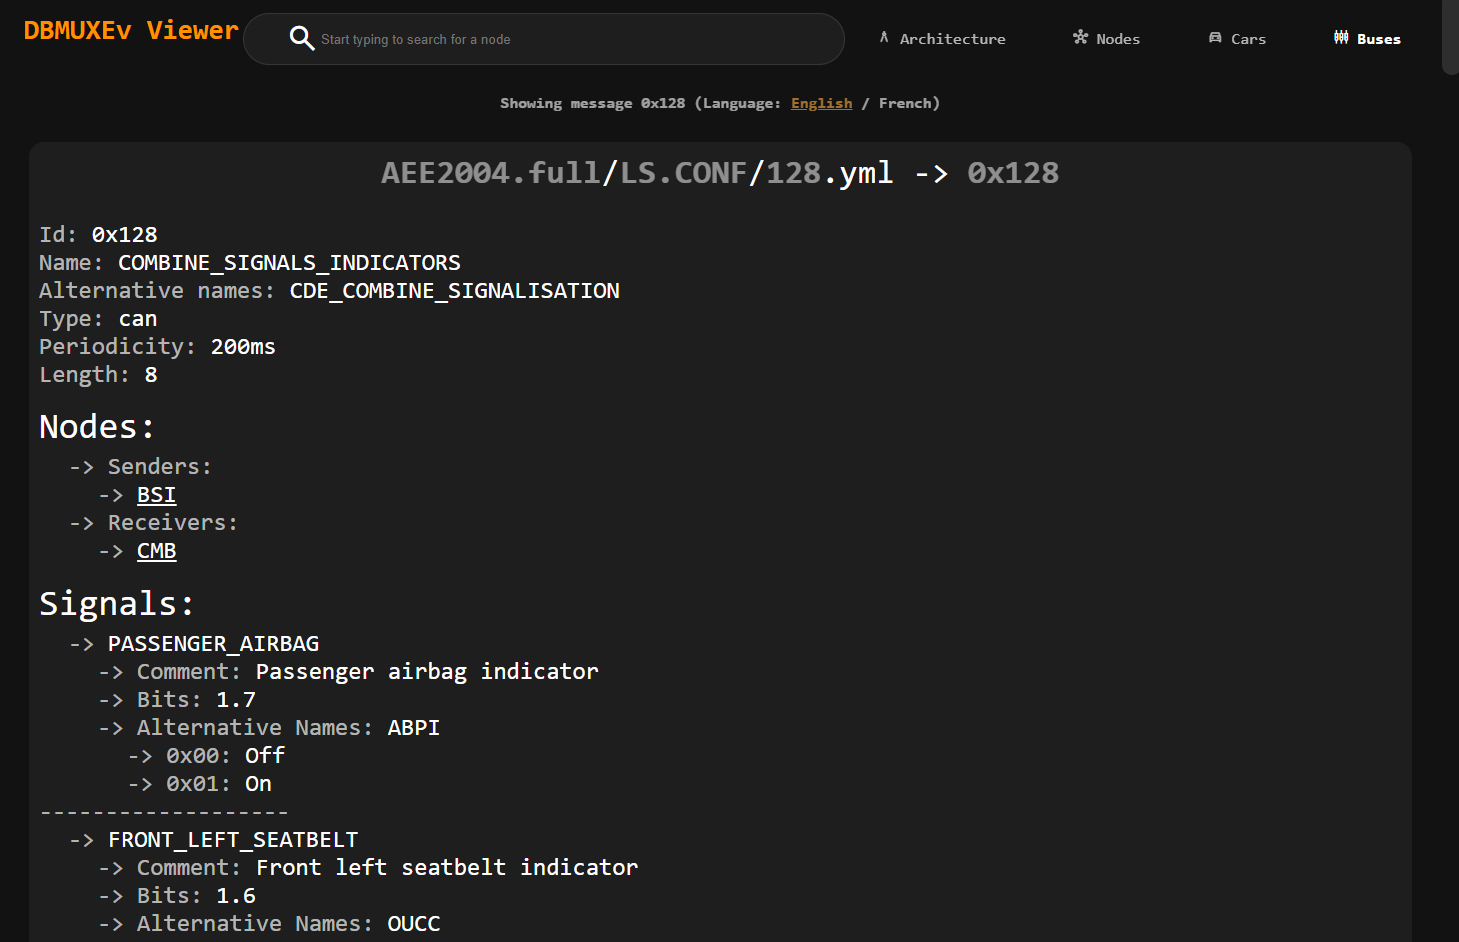 DBMUXEv Viewer
Start typing to search for a node
Architecture
Nodes
Cars
Buses
Showing message 0x128 (Language: English / French)
AEE2004.full/LS.CONF/128.yml -> 0x128
Id: 0x128
Name: COMBINE_SIGNALS_INDICATORS
Alternative names: CDE_COMBINE_SIGNALISATION
Type: can
Periodicity: 200ms
Length: 8
Nodes:
-> Senders:
-> BSI
-> Receivers:
-> CMB
Signals:
-> PASSENGER_AIRBAG
-> Comment: Passenger airbag indicator
-> Bits: 1.7
-> Alternative Names: ABPI
-> 0x00: Off
-> 0x01: On
-------------------
-> FRONT_LEFT_SEATBELT
-> Comment: Front left seatbelt indicator
-> Bits: 1.6
-> Alternative Names: OUCC